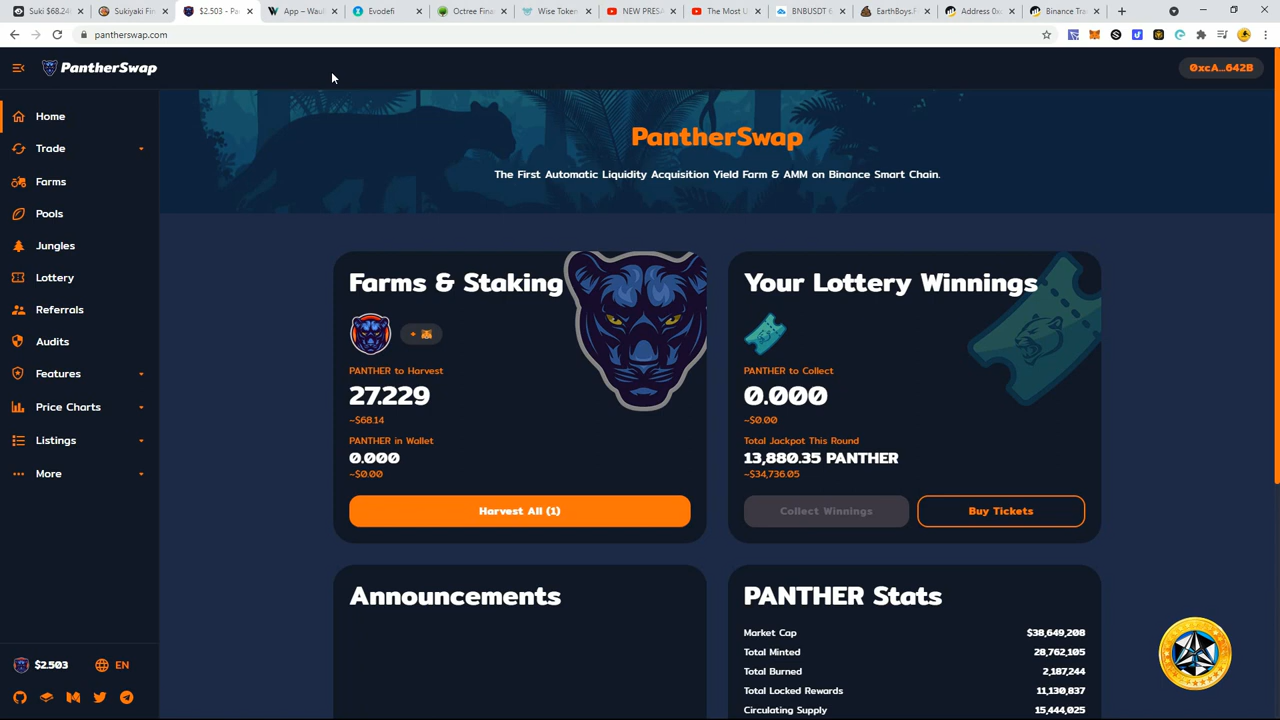 Suki $68.24
Sukiyaki Fin
$2.503 - Pa
App – Waul
Evodefi
Octree Fina
Wise Token
NEW PRESA
The Most U
BNBUSDT 6
EarthBoys.F
Address 0x
Binance Tra
pantherswap.com
PantherSwap
0xcA...642B
Home
Trade
Farms
Pools
Jungles
Lottery
Referrals
Audits
Features
Price Charts
Listings
More
$2.503
EN
PantherSwap
The First Automatic Liquidity Acquisition Yield Farm & AMM on Binance Smart Chain.
Farms & Staking
+
PANTHER to Harvest
27.229
~$68.14
PANTHER in Wallet
0.000
~$0.00
Harvest All (1)
Your Lottery Winnings
PANTHER to Collect
0.000
~$0.00
Total Jackpot This Round
13,880.35 PANTHER
~$34,736.05
Collect Winnings
Buy Tickets
Announcements
PANTHER Stats
Market Cap $38,649,208
Total Minted 28,762,105
Total Burned 2,187,244
Total Locked Rewards 11,130,837
Circulating Supply 15,444,025